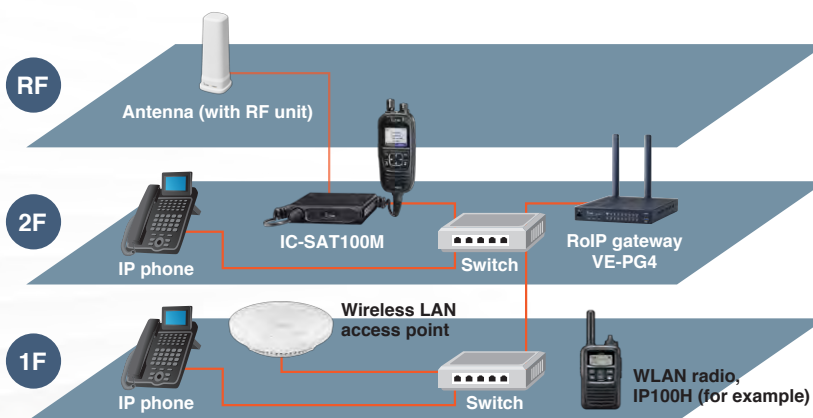 RF
Antenna (with RF unit)
2F
IP phone
IC-SAT100M
Switch
RoIP gateway
VE-PG4
1F
IP phone
Wireless LAN
access point
Switch
WLAN radio,
IP100H (for example)